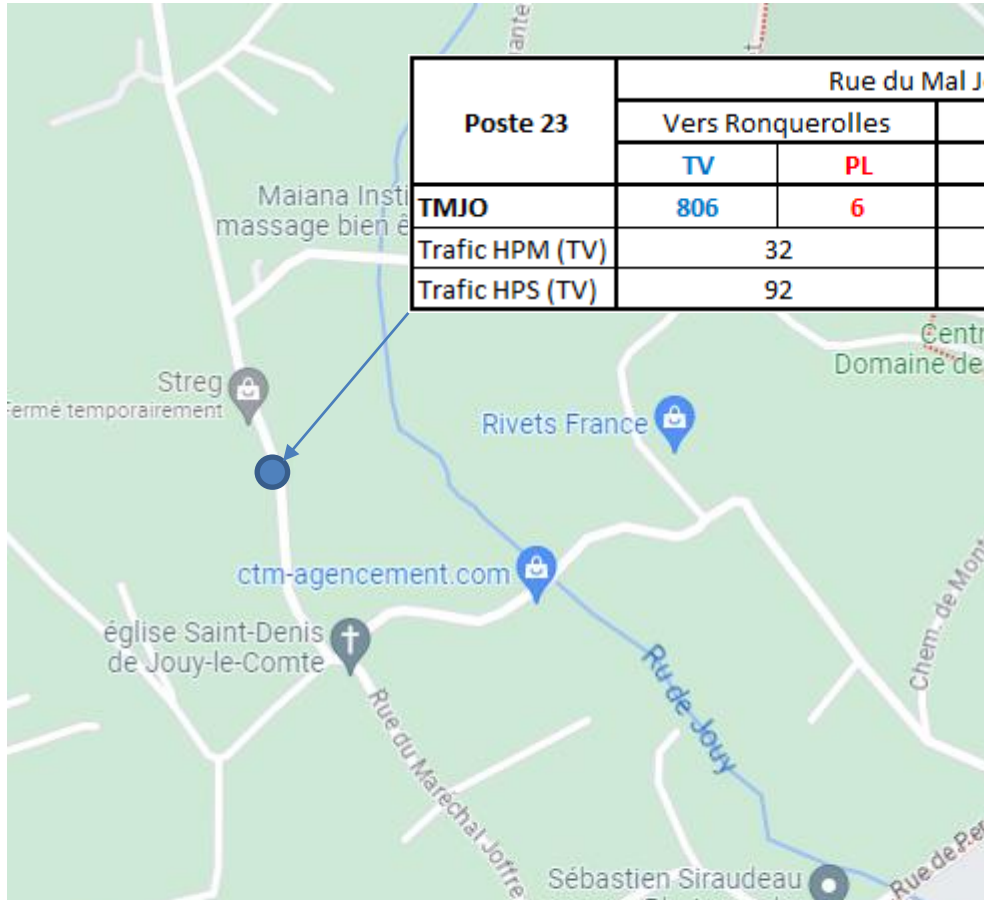 Rue du Mal J
Poste 23
Vers Ronquerolles
TV PL
TMJO 806 6
Trafic HPM (TV) 32
Trafic HPS (TV) 92
ante
Maiana Insti
massage bien ê
Streg
Fermé temporairement
Centr
Domaine de
Rivets France
ctm-agencement.com
église Saint-Denis
de Jouy-le-Comte
Chem. de Mont
Ru de Jouy
Rue du Maréchal Joffre
Sébastien Siraudeau
Rue de Per